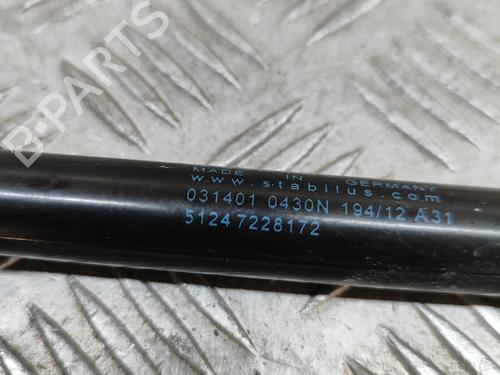 B-PARTS
MADE IN GERMANY
www.stabilus.com
031401 0430N 194/12 A31
51247228172